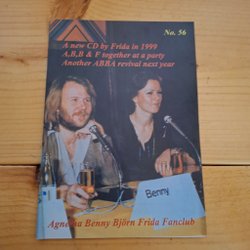 No. 56
A new CD by Frida in 1999
A,B,B & F together at a party
Another ABBA revival next year
Benny
Agnetha Benny Björn Frida Fanclub